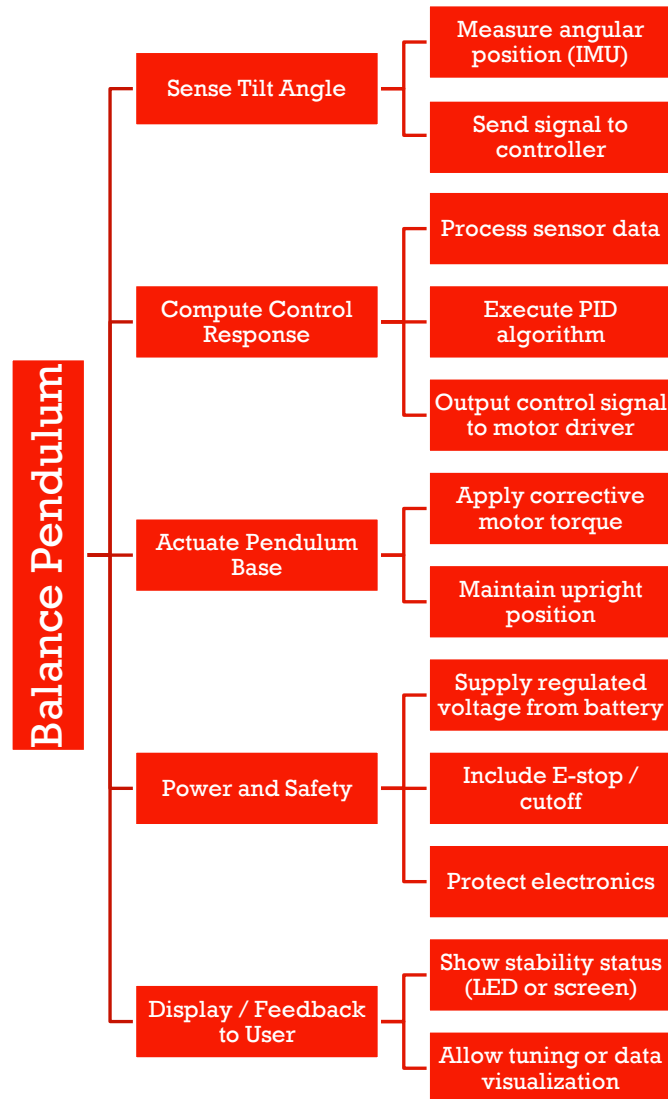 Balance Pendulum
Sense Tilt Angle
Measure angular
position (IMU)
Send signal to
controller
Compute Control
Response
Process sensor data
Execute PID
algorithm
Output control signal
to motor driver
Actuate Pendulum
Base
Apply corrective
motor torque
Maintain upright
position
Power and Safety
Supply regulated
voltage from battery
Include E-stop /
cutoff
Protect electronics
Display / Feedback
to User
Show stability status
(LED or screen)
Allow tuning or data
visualization